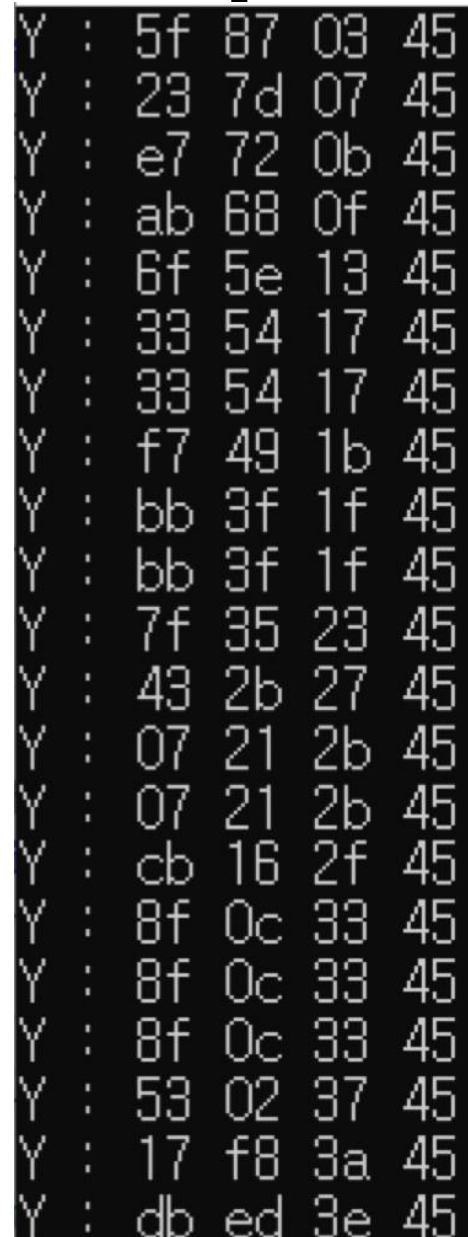 Y : 5f 87 03 45
Y : 23 7d 07 45
Y : e7 72 0b 45
Y : ab 68 0f 45
Y : 6f 5e 13 45
Y : 33 54 17 45
Y : 33 54 17 45
Y : f7 49 1b 45
Y : bb 3f 1f 45
Y : bb 3f 1f 45
Y : 7f 35 23 45
Y : 43 2b 27 45
Y : 07 21 2b 45
Y : 07 21 2b 45
Y : cb 16 2f 45
Y : 8f 0c 33 45
Y : 8f 0c 33 45
Y : 8f 0c 33 45
Y : 53 02 37 45
Y : 17 f8 3a 45
Y : db ed 3e 45